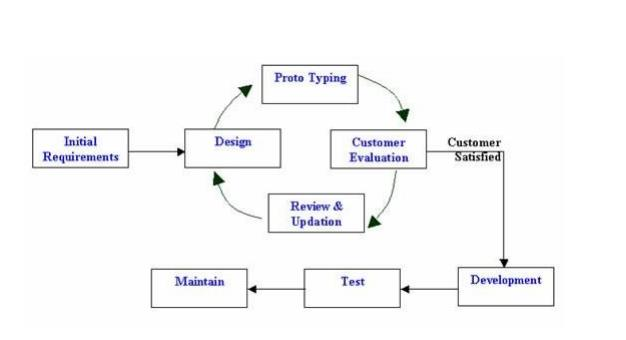 Proto Typing
Initial
Requirements
Design
Customer
Evaluation
Customer
Satisfied
Review &
Updation
Maintain
Test
Development